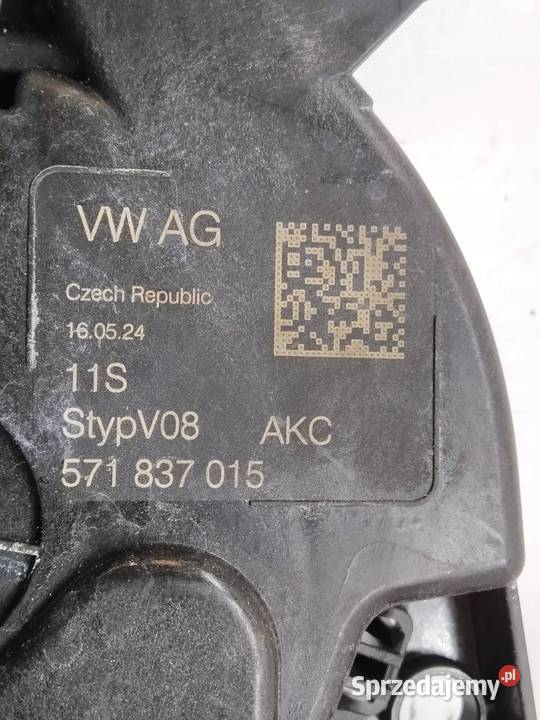 VW AG
Czech Republic
16.05.24
11S
StypV08 AKC
571 837 015
Sprzedajemy.pl